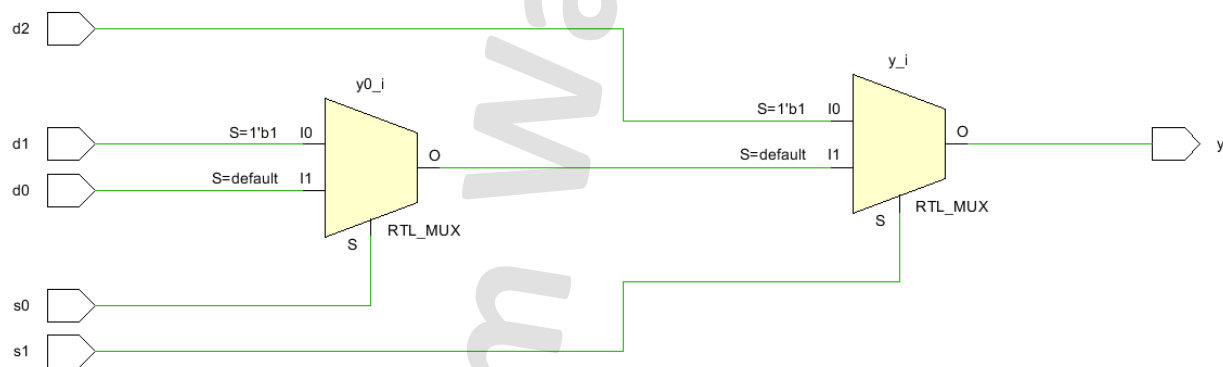 d2
y_i
y0_i
S=1'b1 I0
S=1'b1 I0
d1
O
O
y
S=default I1
S=default I1
d0
RTL_MUX
S
RTL_MUX
S
s0
s1